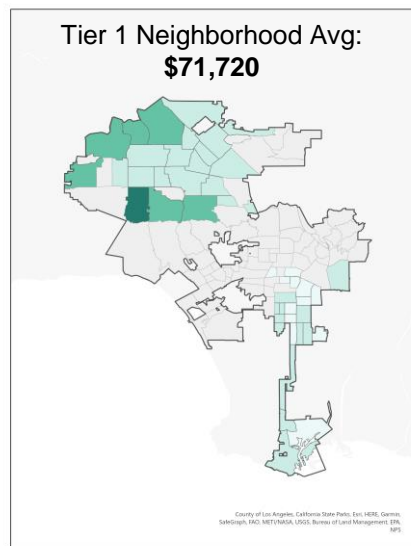 Tier 1 Neighborhood Avg:
$71,720
County of Los Angeles, California State Parks, Esri, HERE, Garmin,
SafeGraph, FAO, METI/NASA, USGS, Bureau of Land Management, EPA,
NPS